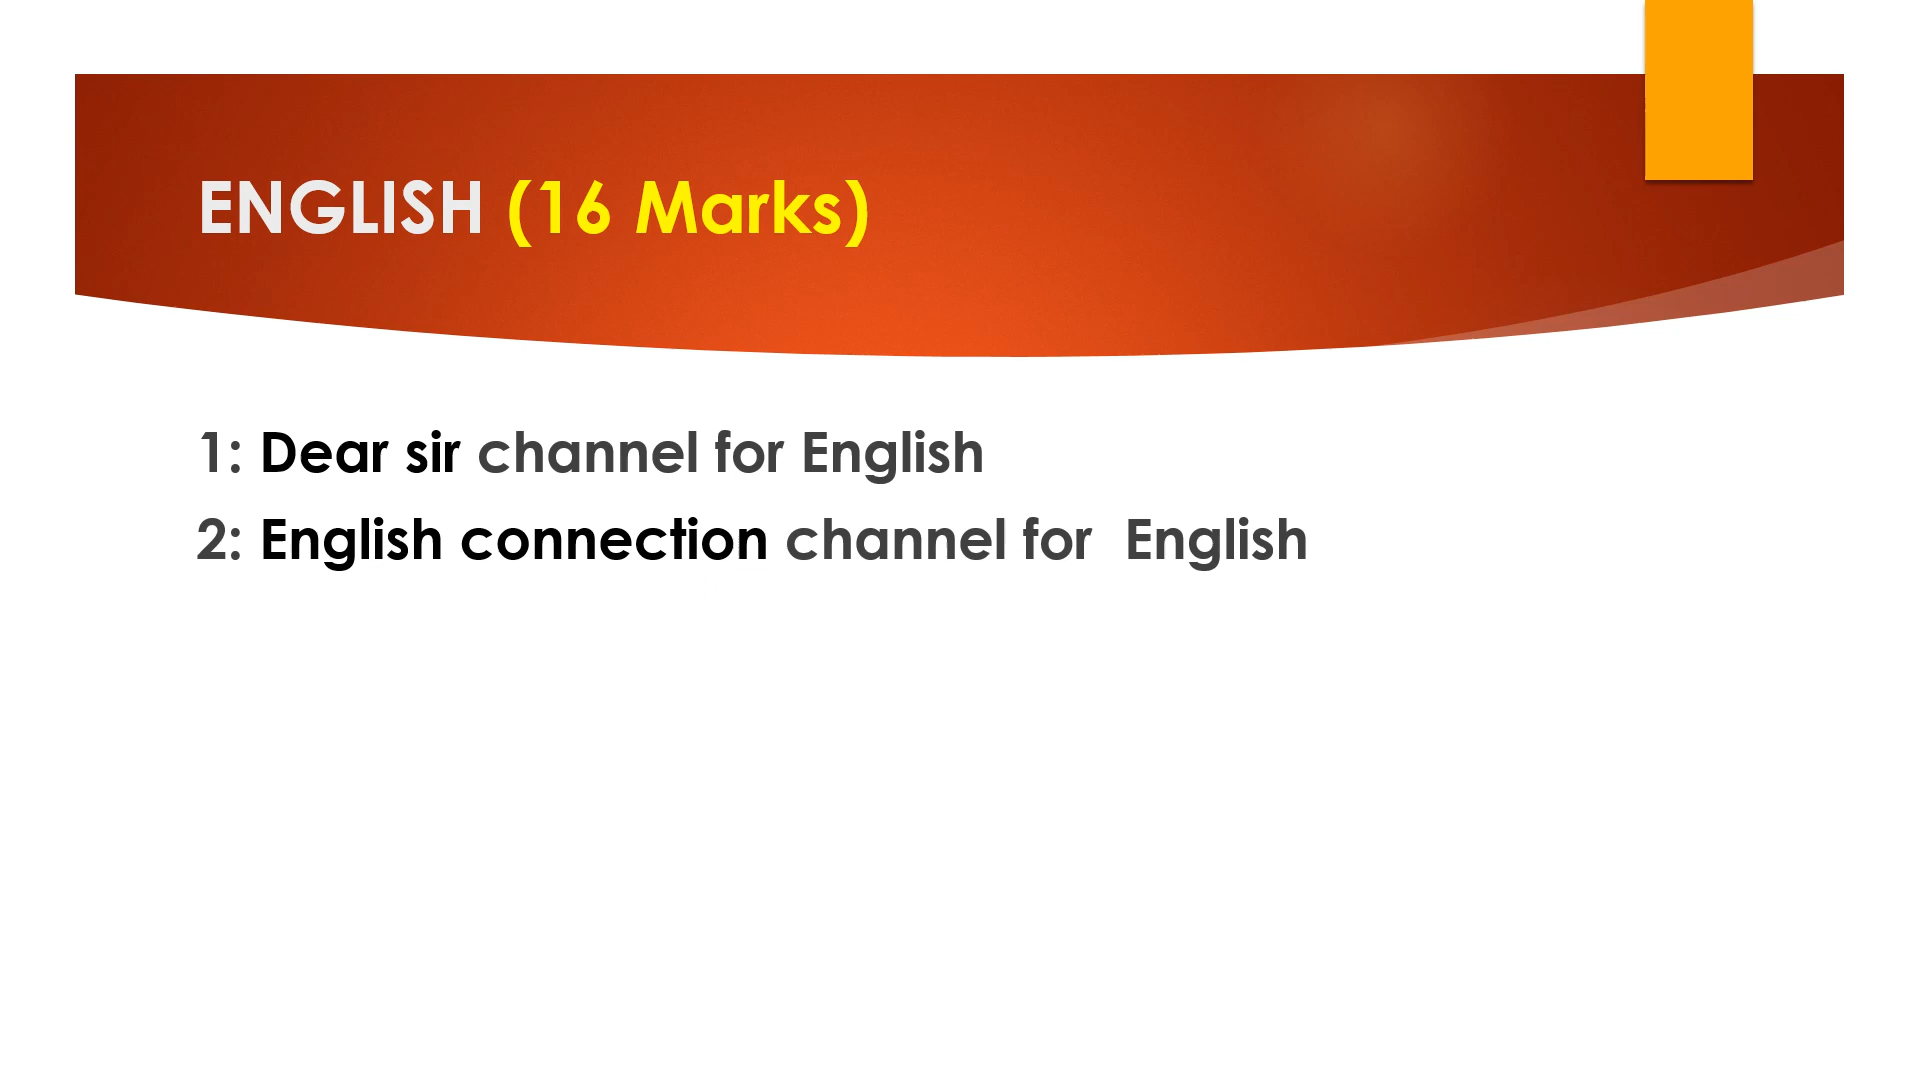 ENGLISH (16 Marks)
1: Dear sir channel for English
2: English connection channel for  English